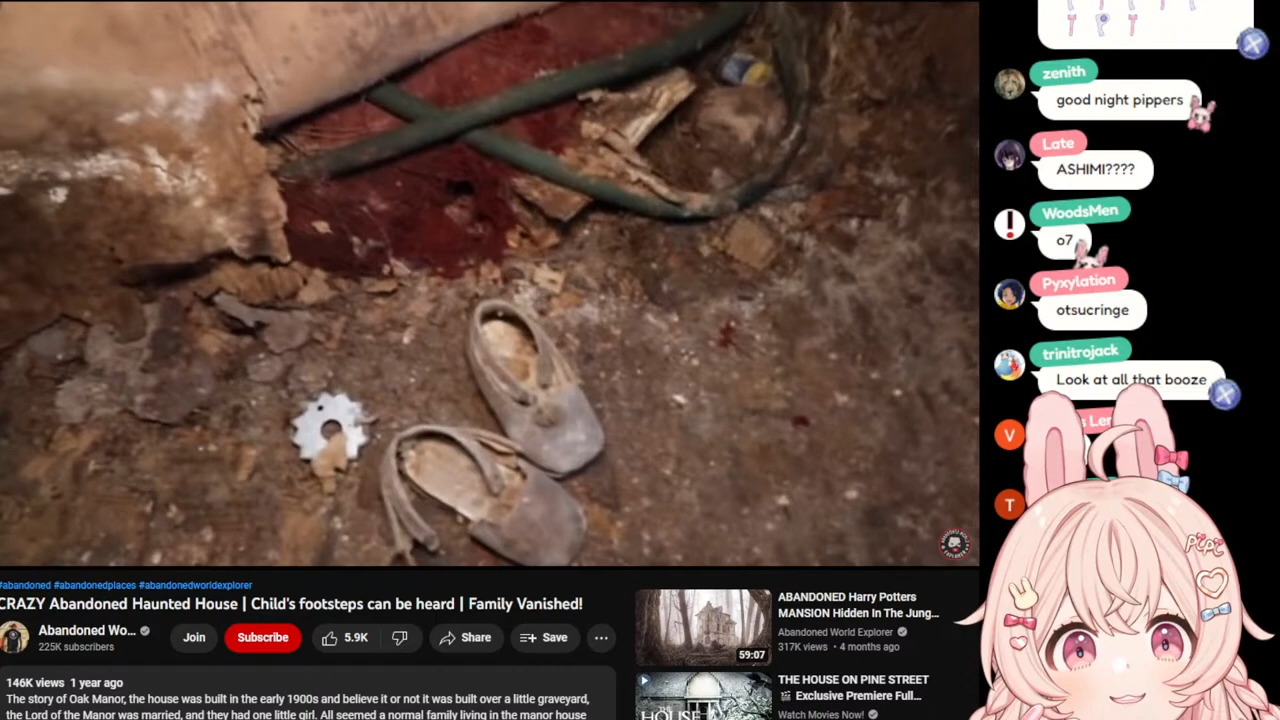 #abandoned #abandonedplaces #abandonedworldexplorer
CRAZY Abandoned Haunted House | Child's footsteps can be heard | Family Vanished!
Abandoned Wo...
225K subscribers
Join
Subscribe
5.9K
Share
Save
146K views 1 year ago
The story of Oak Manor, the house was built in the early 1900s and believe it or not it was built over a little graveyard,
the Lord of the Manor was married, and they had one little girl. All seemed a normal family living in the manor house
59:07
ABANDONED Harry Potters
MANSION Hidden In The Jung...
Abandoned World Explorer
317K views • 4 months ago
THE HOUSE ON PINE STREET
Exclusive Premiere Full...
Watch Movies Now!
THE HOUSE
zenith
good night pippers
Late
ASHIMI????
WoodsMen
o7
Pyxylation
otsucringe
trinitrojack
Look at all that booze
V
T
PiPi